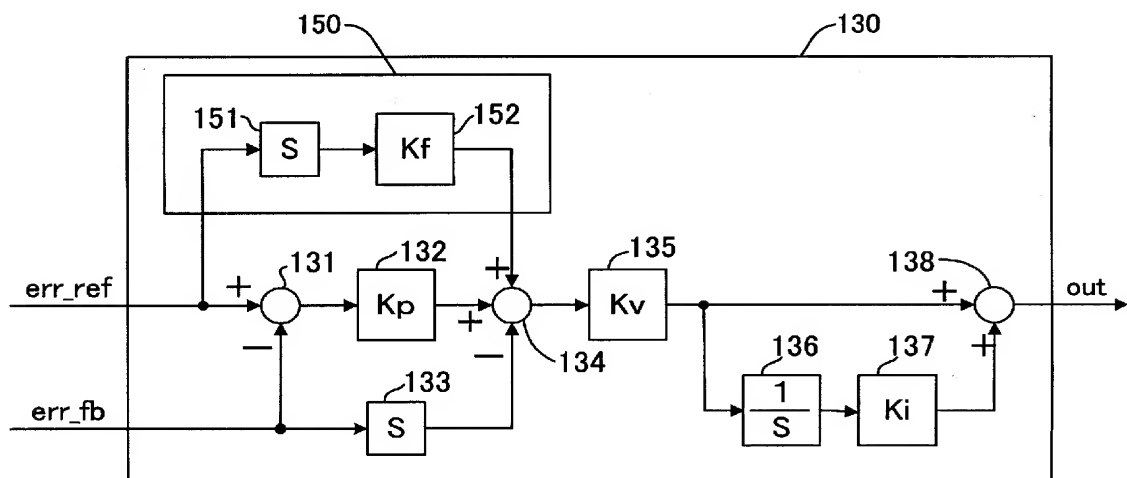 150
130
151
152
S
Kf
131
132
135
138
err_ref
+
Kp
+
+
Kv
+
out
−
134
−
+
133
136
137
err_fb
S
1
S
Ki